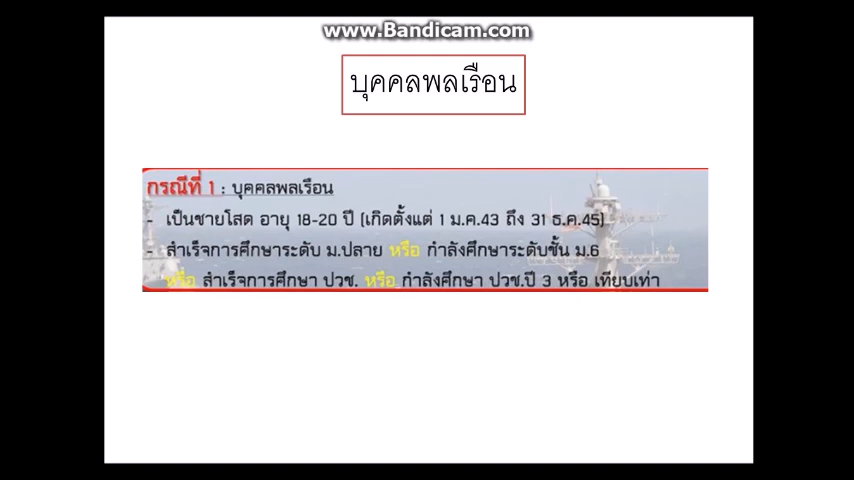 www.Bandicam.com
บุคคลพลเรือน
กรณีที่ 1 : บุคคลพลเรือน
- เป็นชายโสด อายุ 18-20 ปี (เกิดตั้งแต่ 1 ม.ค.43 ถึง 31 ธ.ค.45)
- สำเร็จการศึกษาระดับ ม.ปลาย หรือ กำลังศึกษาระดับชั้น ม.6
หรือ สำเร็จการศึกษา ปวช. หรือ กำลังศึกษา ปวช.ปี 3 หรือ เทียบเท่า